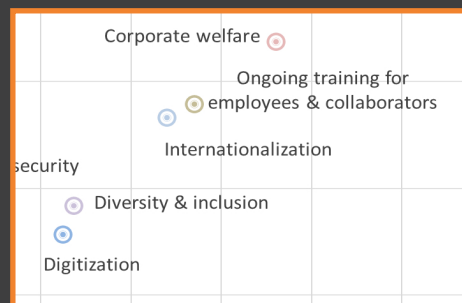 Corporate welfare
Ongoing training for
employees & collaborators
Internationalization
security
Diversity & inclusion
Digitization